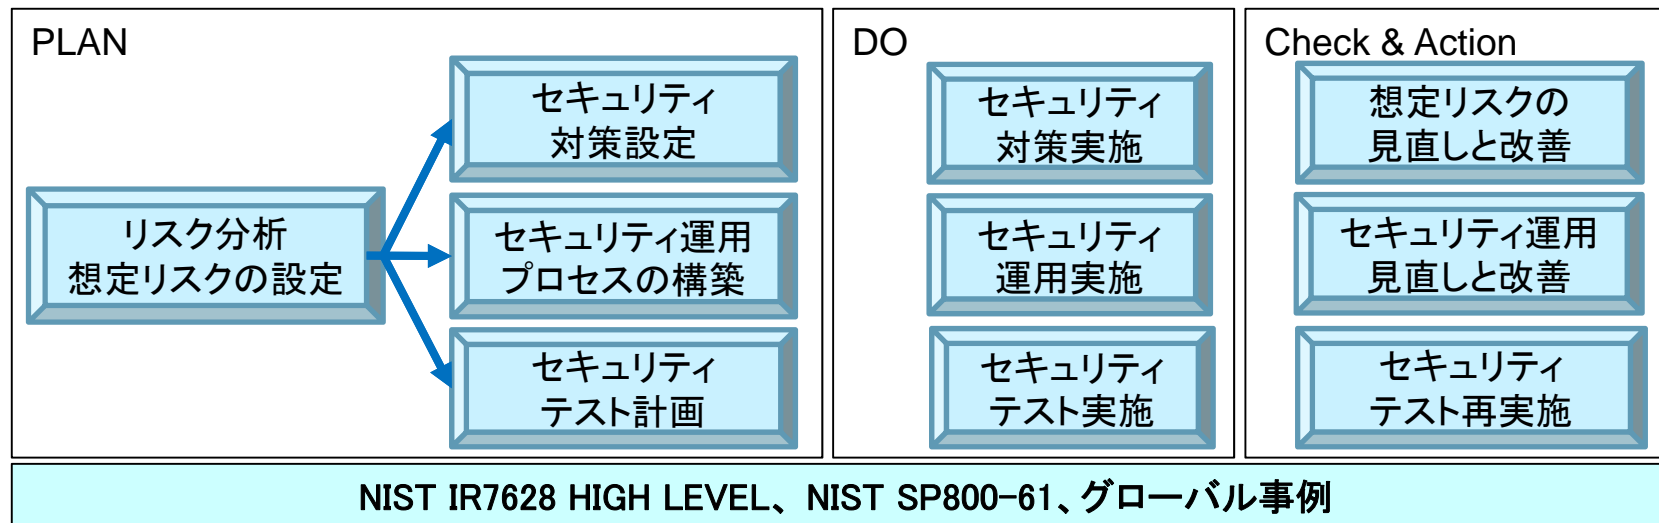 PLAN
リスク分析
想定リスクの設定
セキュリティ
対策設定
セキュリティ運用
プロセスの構築
セキュリティ
テスト計画
DO
セキュリティ
対策実施
セキュリティ
運用実施
セキュリティ
テスト実施
Check & Action
想定リスクの
見直しと改善
セキュリティ運用
見直しと改善
セキュリティ
テスト再実施
NIST IR7628 HIGH LEVEL、NIST SP800-61、グローバル事例